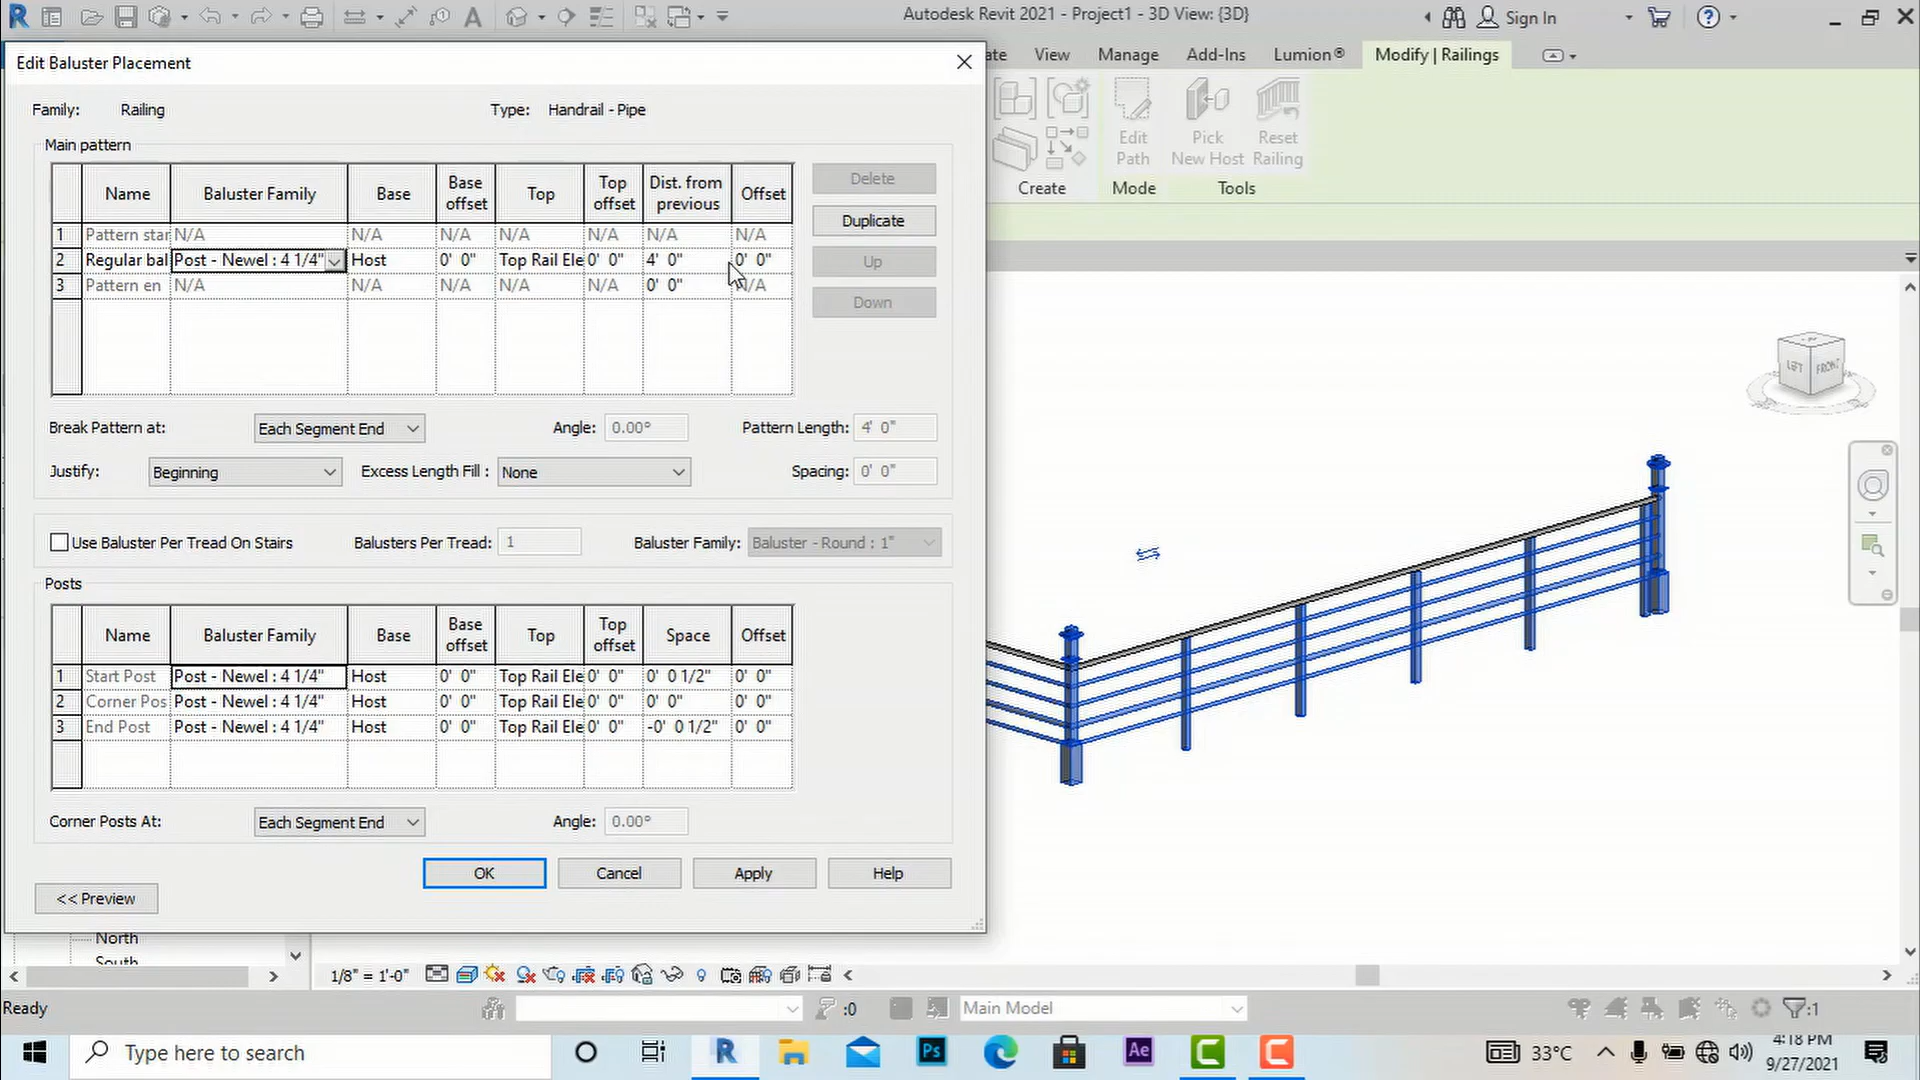 Autodesk Revit 2021 - Project1 - 3D View: {3D}
Sign In
Edit Baluster Placement
ate View Manage Add-Ins Lumion® Modify | Railings
Family: Railing Type: Handrail - Pipe
Main pattern
Name Baluster Family Base Base offset Top Top offset Dist. from previous Offset
1 Pattern star N/A N/A N/A N/A N/A N/A N/A
2 Regular bal Post - Newel : 4 1/4" Host 0' 0" Top Rail Ele 0' 0" 4' 0" 0' 0"
3 Pattern en N/A N/A N/A N/A N/A 0' 0" N/A
Delete
Duplicate
Up
Down
Edit Path
Pick New Host
Reset Railing
Create Mode Tools
Break Pattern at: Each Segment End Angle: 0.00° Pattern Length: 4' 0"
Justify: Beginning Excess Length Fill : None Spacing: 0' 0"
Use Baluster Per Tread On Stairs Balusters Per Tread: 1 Baluster Family: Baluster - Round : 1"
Posts
Name Baluster Family Base Base offset Top Top offset Space Offset
1 Start Post Post - Newel : 4 1/4" Host 0' 0" Top Rail Ele 0' 0" 0' 0 1/2" 0' 0"
2 Corner Pos Post - Newel : 4 1/4" Host 0' 0" Top Rail Ele 0' 0" 0' 0" 0' 0"
3 End Post Post - Newel : 4 1/4" Host 0' 0" Top Rail Ele 0' 0" -0' 0 1/2" 0' 0"
Corner Posts At: Each Segment End Angle: 0.00°
OK Cancel Apply Help
<< Preview
LEFT FRONT
North
South
1/8" = 1'-0"
Ready :0 Main Model :1
Type here to search
Ps
Ae
33°C
4:18 PM
9/27/2021